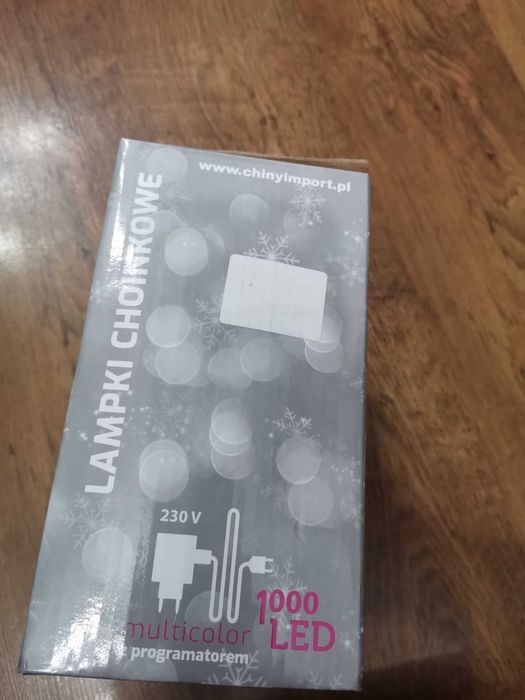 www.chinyimport.pl
LAMPKI CHOINKOWE
230 V
multicolor
programatorem
1000
LED